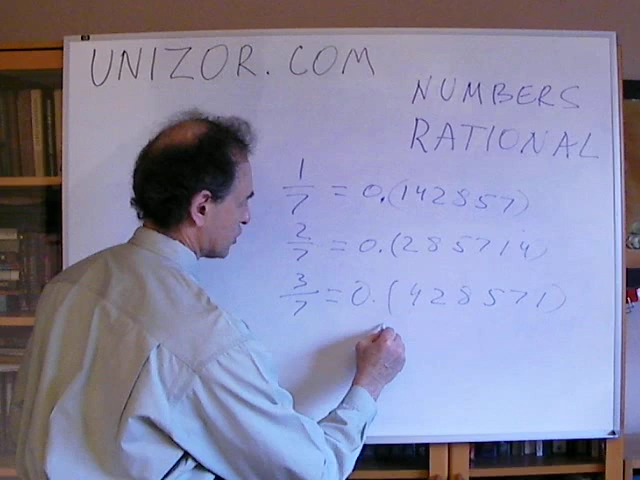 UNIZOR.COM
NUMBERS
RATIONAL
1/7 = 0.(142857)
2/7 = 0.(285714)
3/7 = 0.(428571)